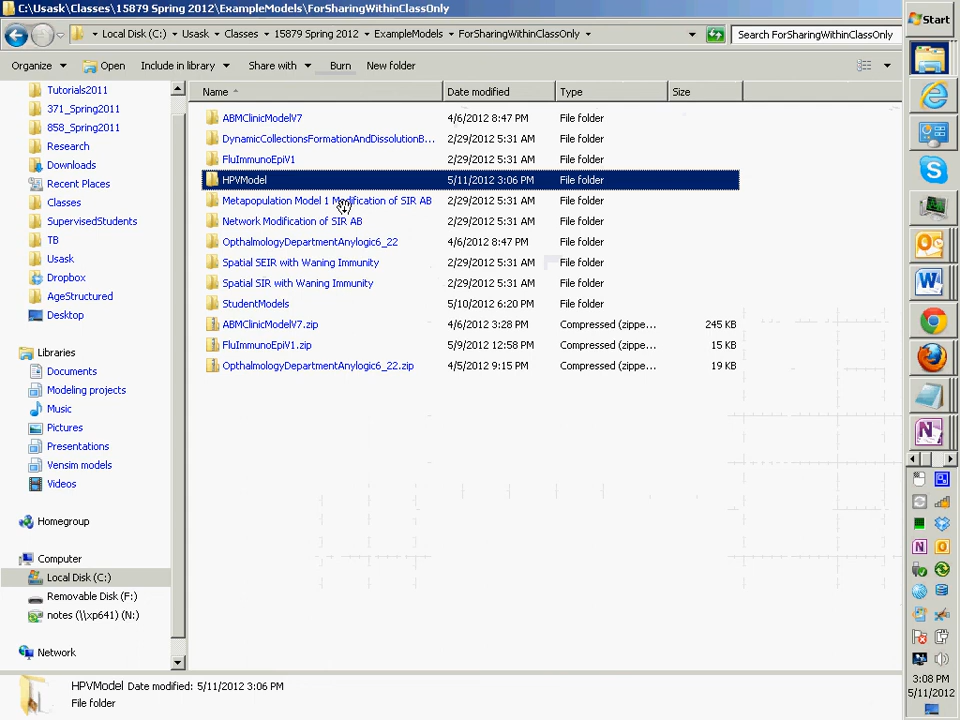 C:\Usask\Classes\15879 Spring 2012\ExampleModels\ForSharingWithinClassOnly
Start
Local Disk (C:) Usask Classes 15879 Spring 2012 ExampleModels ForSharingWithinClassOnly
Search ForSharingWithinClassOnly
Organize Open Include in library Share with Burn New folder
Name Date modified Type Size
Tutorials2011
371_Spring2011
858_Spring2011
Research
Downloads
Recent Places
Classes
SupervisedStudents
TB
Usask
Dropbox
AgeStructured
Desktop
Libraries
Documents
Modeling projects
Music
Pictures
Presentations
Vensim models
Videos
Homegroup
Computer
Local Disk (C:)
Removable Disk (F:)
notes (\\xp641) (N:)
Network
ABMClinicModelV7 4/6/2012 8:47 PM File folder
DynamicCollectionsFormationAndDissolutionB... 2/29/2012 5:31 AM File folder
FluImmunoEpiV1 2/29/2012 5:31 AM File folder
HPVModel 5/11/2012 3:06 PM File folder
Metapopulation Model 1 Modification of SIR AB 2/29/2012 5:31 AM File folder
Network Modification of SIR AB 2/29/2012 5:31 AM File folder
OpthalmologyDepartmentAnylogic6_22 4/6/2012 8:47 PM File folder
Spatial SEIR with Waning Immunity 2/29/2012 5:31 AM File folder
Spatial SIR with Waning Immunity 2/29/2012 5:31 AM File folder
StudentModels 5/10/2012 6:20 PM File folder
ABMClinicModelV7.zip 4/6/2012 3:28 PM Compressed (zippe... 245 KB
FluImmunoEpiV1.zip 5/9/2012 12:58 PM Compressed (zippe... 15 KB
OpthalmologyDepartmentAnylogic6_22.zip 4/5/2012 9:15 PM Compressed (zippe... 19 KB
HPVModel Date modified: 5/11/2012 3:06 PM
File folder
3:08 PM
5/11/2012